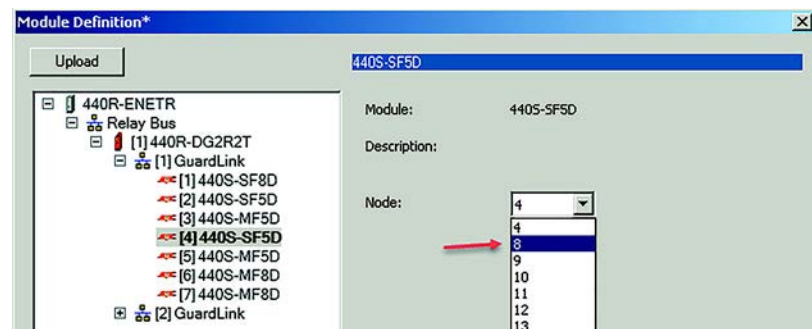 Module Definition*
Upload
440R-ENETR
Relay Bus
[1] 440R-DG2R2T
[1] GuardLink
[1] 440S-SF8D
[2] 440S-SF5D
[3] 440S-MF5D
[4] 440S-SF5D
[5] 440S-MF5D
[6] 440S-MF8D
[7] 440S-MF8D
[2] GuardLink
440S-SF5D
Module: 440S-SF5D
Description:
Node: 4
4
8
9
10
11
12
13